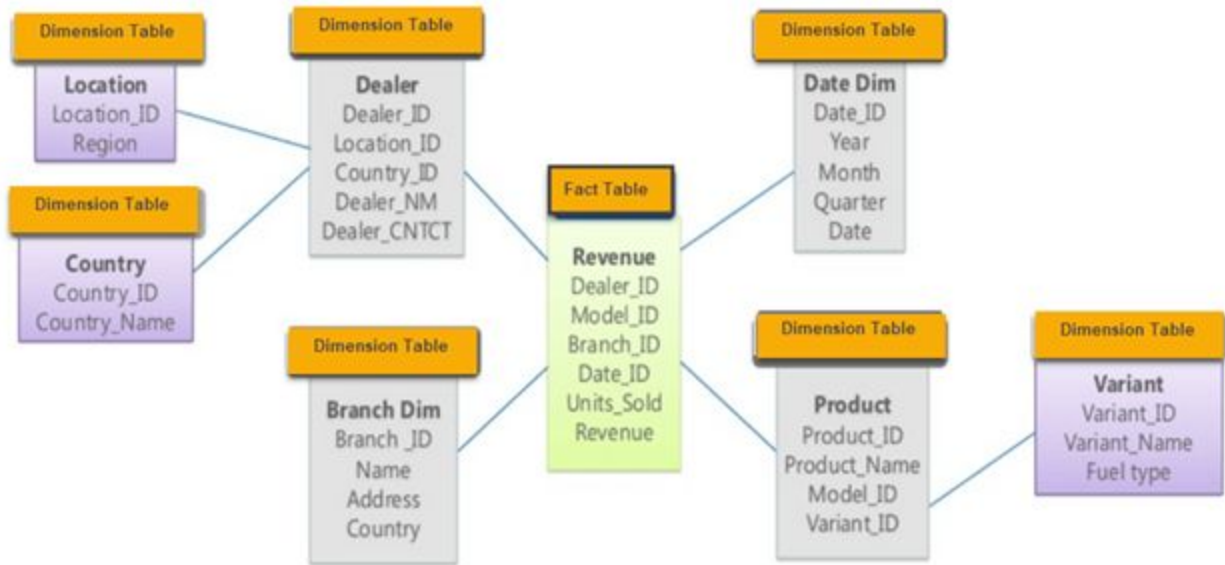 Dimension Table
Location
Location_ID
Region
Dimension Table
Country
Country_ID
Country_Name
Dimension Table
Dealer
Dealer_ID
Location_ID
Country_ID
Dealer_NM
Dealer_CNTCT
Dimension Table
Branch Dim
Branch _ID
Name
Address
Country
Fact Table
Revenue
Dealer_ID
Model_ID
Branch_ID
Date_ID
Units_Sold
Revenue
Dimension Table
Date Dim
Date_ID
Year
Month
Quarter
Date
Dimension Table
Product
Product_ID
Product_Name
Model_ID
Variant_ID
Dimension Table
Variant
Variant_ID
Variant_Name
Fuel type